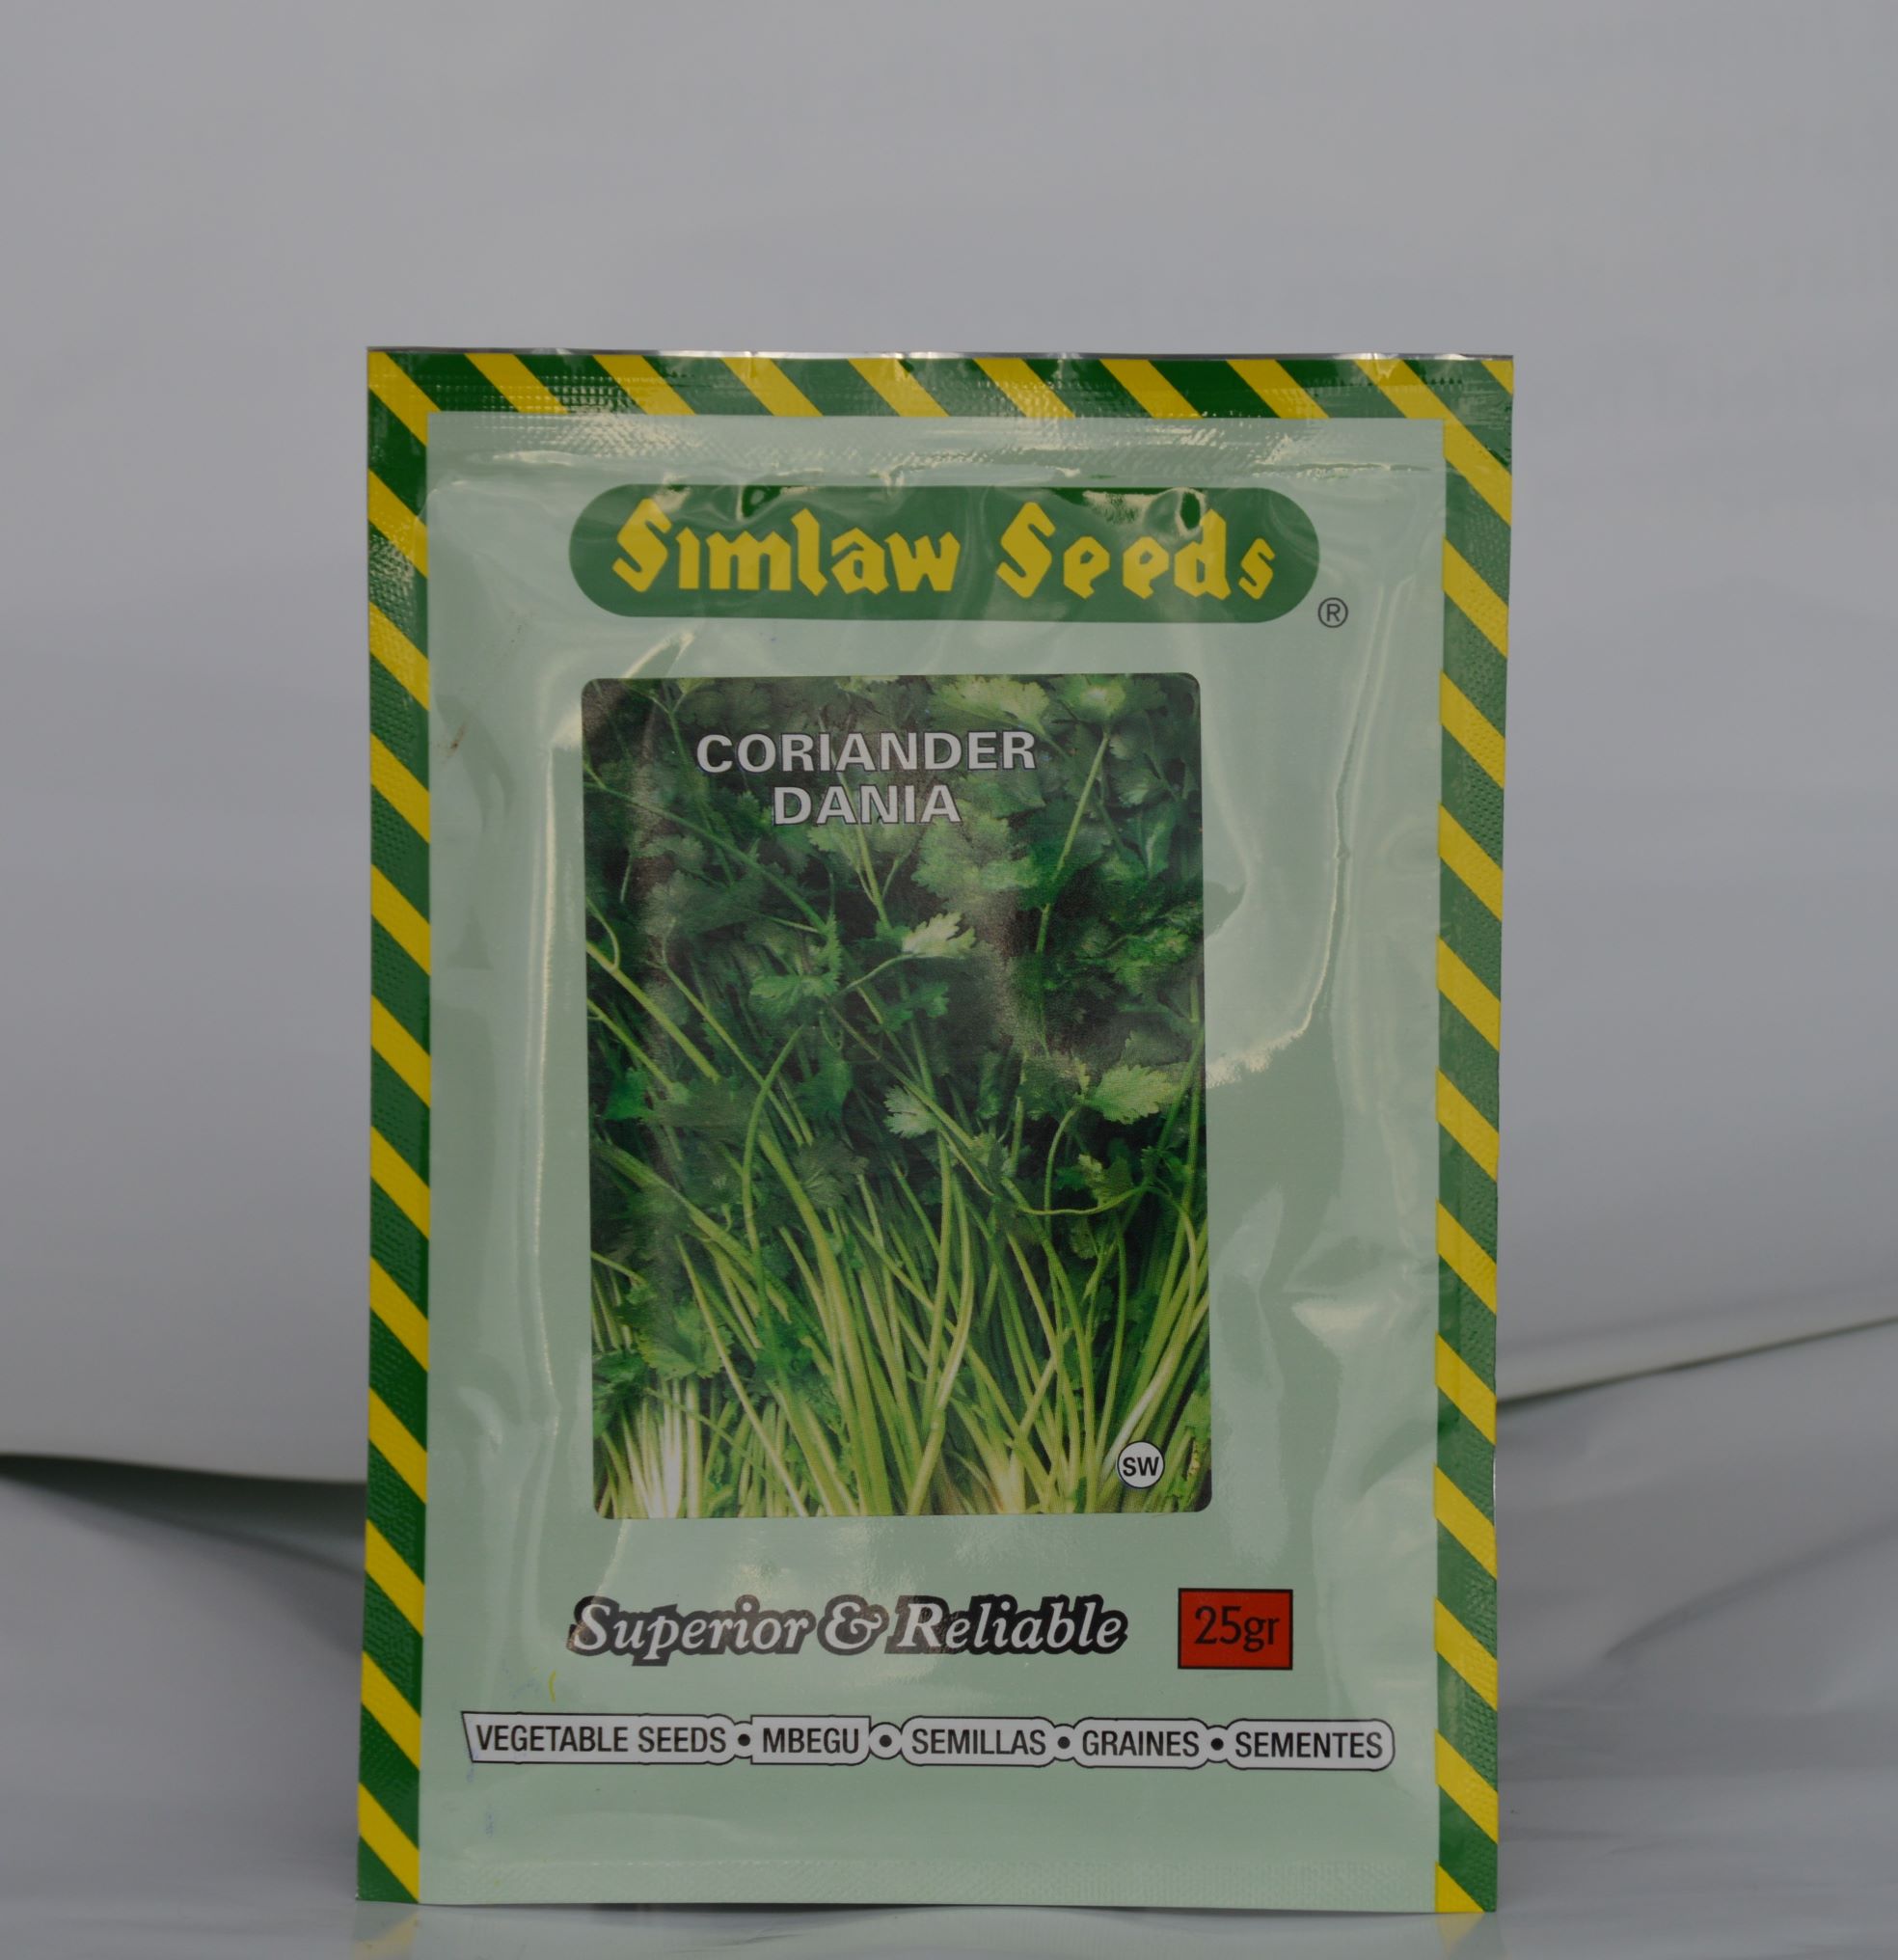 Simlaw Seeds
®
CORIANDER
DANIA
SW
Superior & Reliable 25gr
VEGETABLE SEEDS • MBEGU • SEMILLAS • GRAINES • SEMENTES